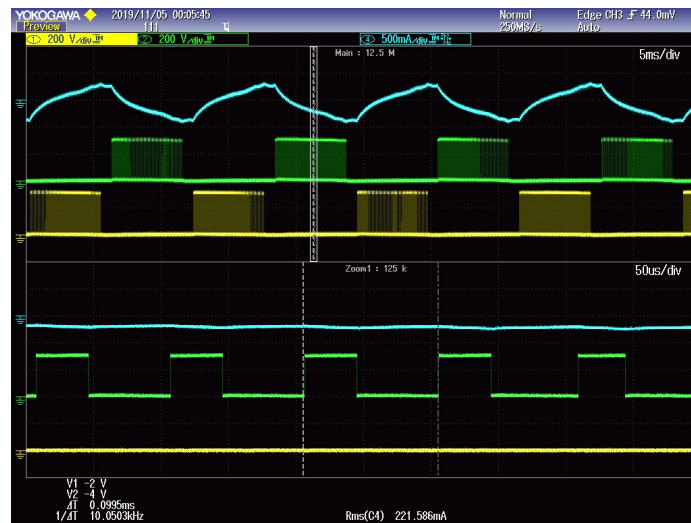 YOKOGAWA 2019/11/05 00:05:45 Normal Edge CH3 44.0mV
Preview 111 250MS/s Auto
1 200 V/div 2 200 V/div 4 500mA/div
Main : 12.5 M 5ms/div
Zoom1 : 125 k 50us/div
V1 -2 V
V2 -4 V
ΔT 0.0995ms
1/ΔT 10.0503kHz Rms(C4) 221.586mA